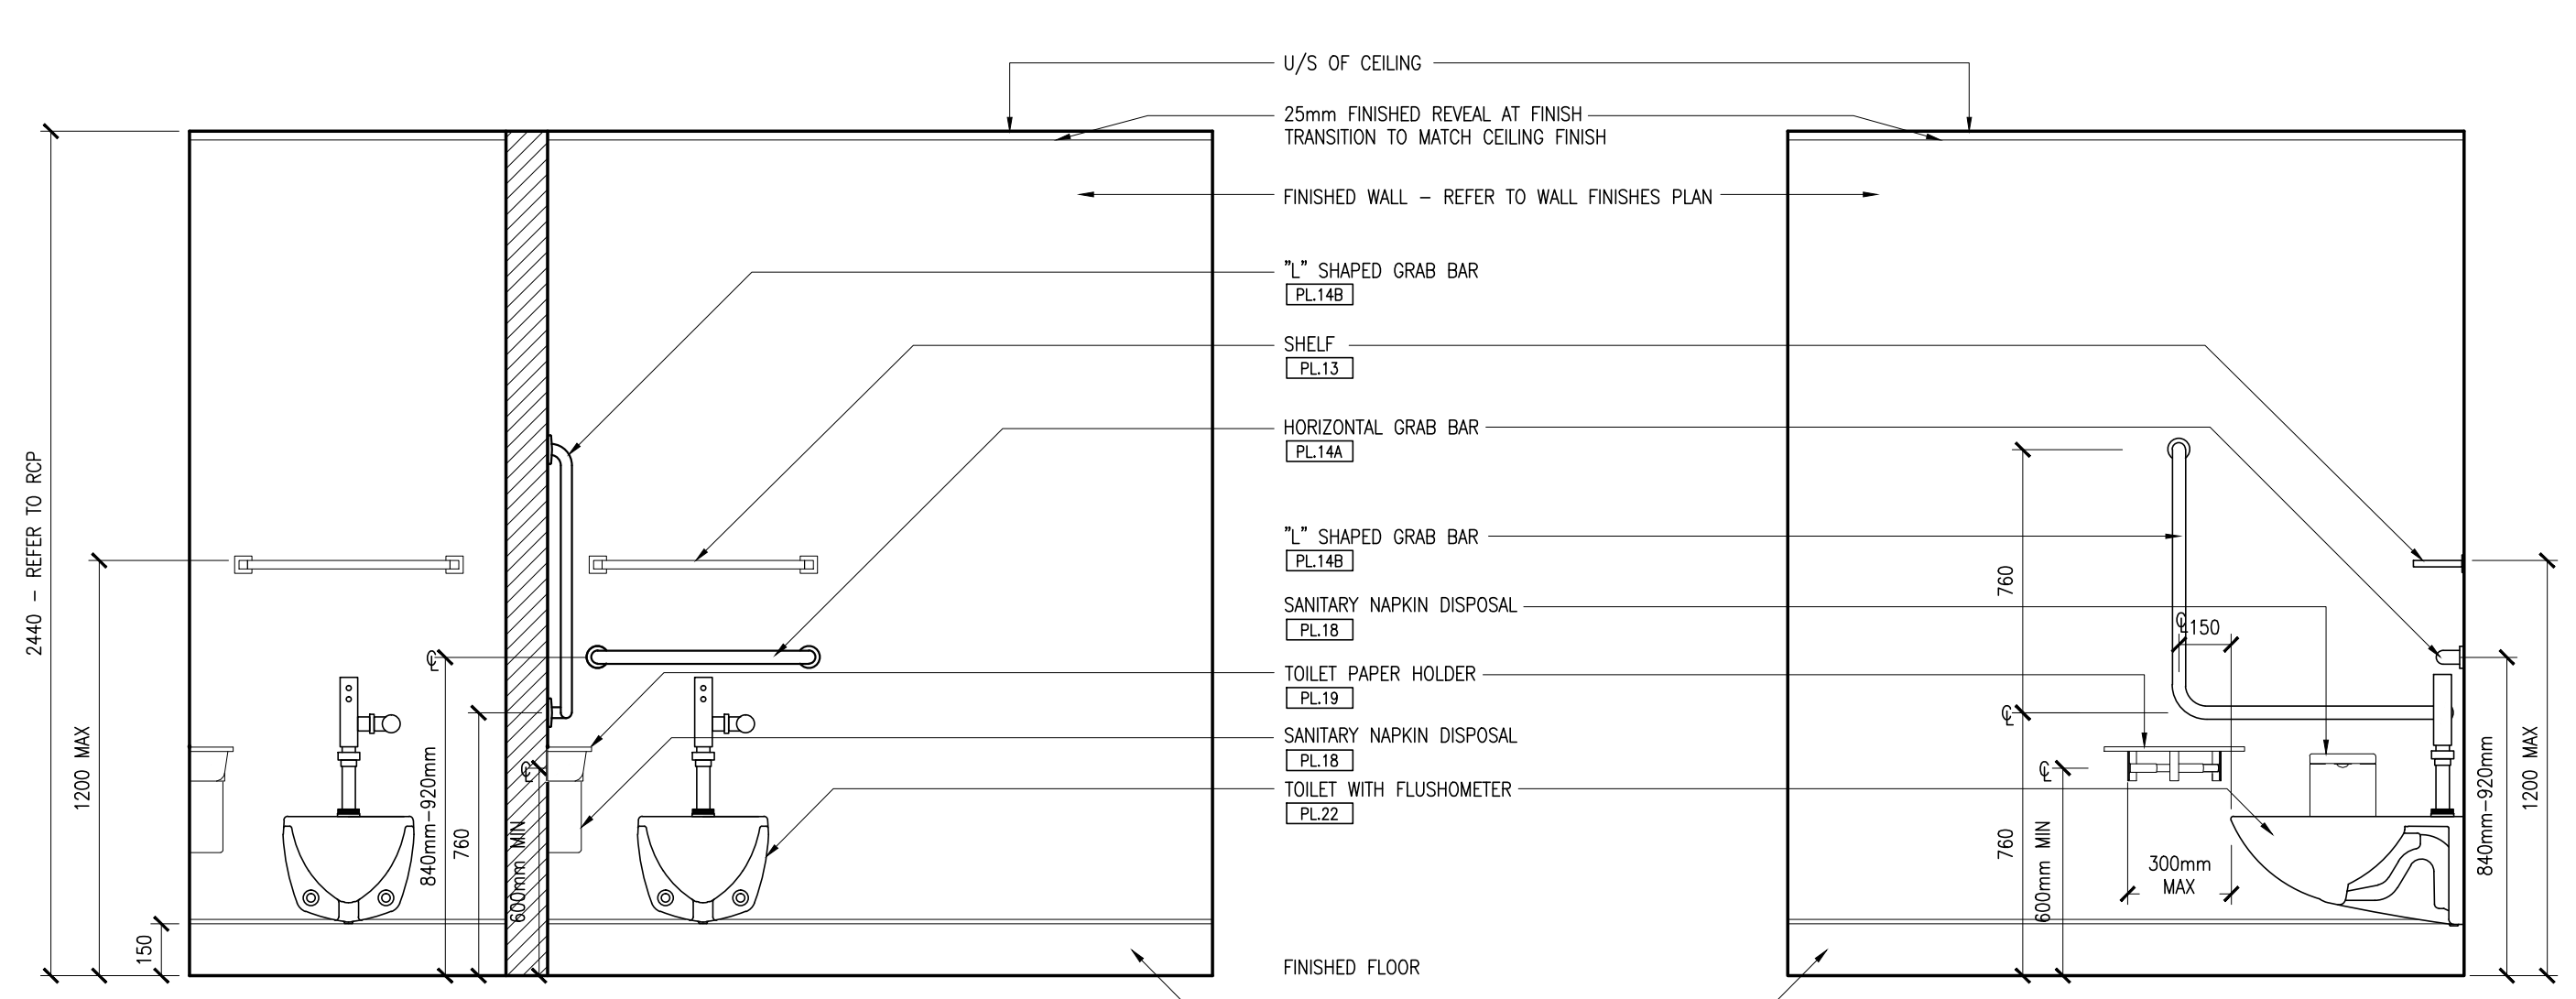 U/S OF CEILING
25mm FINISHED REVEAL AT FINISH
TRANSITION TO MATCH CEILING FINISH
FINISHED WALL – REFER TO WALL FINISHES PLAN
"L" SHAPED GRAB BAR
PL.14B
SHELF
PL.13
HORIZONTAL GRAB BAR
PL.14A
"L" SHAPED GRAB BAR
PL.14B
SANITARY NAPKIN DISPOSAL
PL.18
TOILET PAPER HOLDER
PL.19
SANITARY NAPKIN DISPOSAL
PL.18
TOILET WITH FLUSHOMETER
PL.22
FINISHED FLOOR
2440 – REFER TO RCP
1200 MAX
150
℄
840mm–920mm
760
℄
600mm MIN
760
℄
150
℄
760
℄
600mm MIN
300mm
MAX
840mm–920mm
1200 MAX